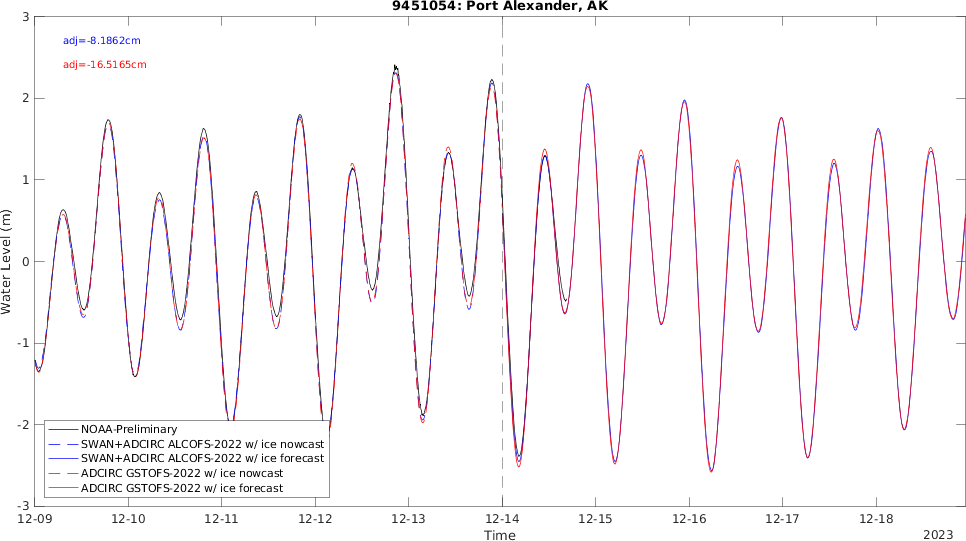 9451054: Port Alexander, AK
adj=-8.1862cm
adj=-16.5165cm
3
2
1
0
-1
-2
-3
Water Level (m)
NOAA-Preliminary
SWAN+ADCIRC ALCOFS-2022 w/ ice nowcast
SWAN+ADCIRC ALCOFS-2022 w/ ice forecast
ADCIRC GSTOFS-2022 w/ ice nowcast
ADCIRC GSTOFS-2022 w/ ice forecast
12-09 12-10 12-11 12-12 12-13 12-14 12-15 12-16 12-17 12-18
Time
2023